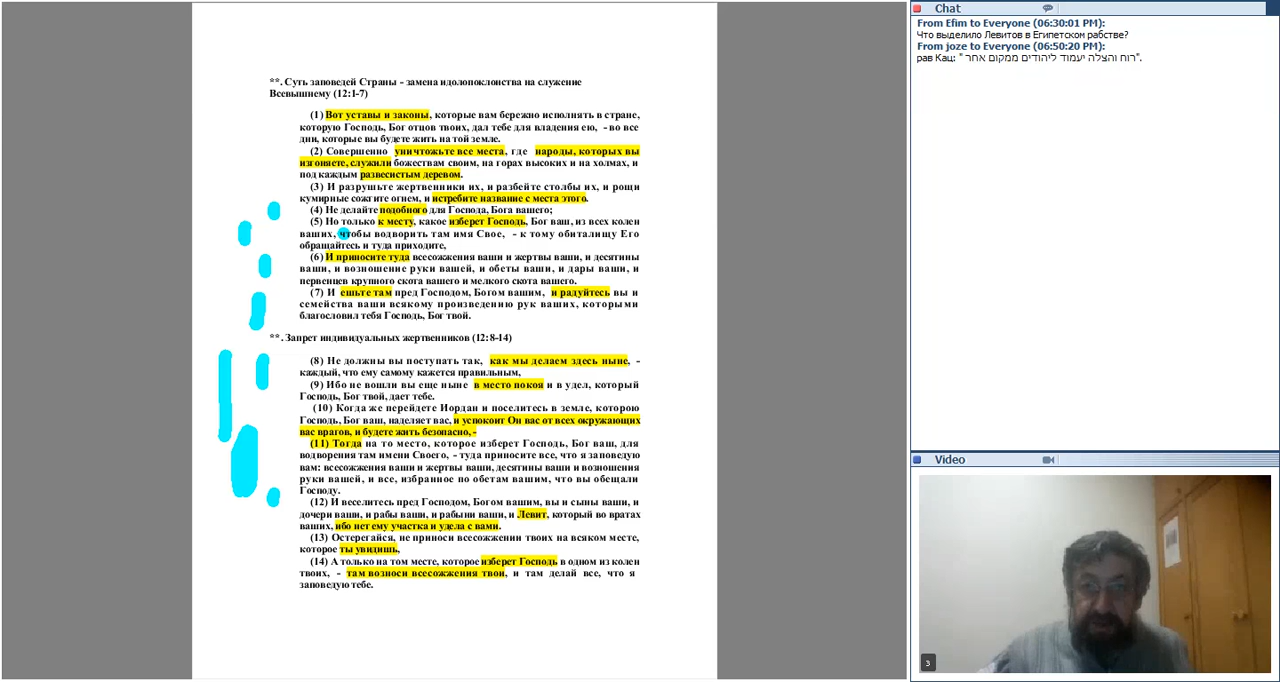 **. Суть заповедей Страны - замена идолопоклонства на служение
Всевышнему (12:1-7)
(1) Вот уставы и законы, которые вам бережно исполнять в стране,
которую Господь, Бог отцов твоих, дал тебе для владения ею, - во все
дни, которые вы будете жить на той земле.
(2) Совершенно уничтожьте все места, где народы, которых вы
изгоняете, служили божествам своим, на горах высоких и на холмах, и
под каждым развесистым деревом.
(3) И разрушьте жертвенники их, и разбейте столбы их, и рощи
кумирные сожгите огнем, и истребите название с места этого.
(4) Не делайте подобного для Господа, Бога вашего;
(5) Но только к месту, какое изберет Господь, Бог ваш, из всех колен
ваших, чтобы водворить там имя Свое, - к тому обиталищу Его
обращайтесь и туда приходите,
(6) И приносите туда всесожжения ваши и жертвы ваши, и десятины
ваши, и возношение руки вашей, и обеты ваши, и дары ваши, и
первенцев крупного скота вашего и мелкого скота вашего.
(7) И ешьте там пред Господом, Богом вашим, и радуйтесь вы и
семейства ваши всякому произведению рук ваших, которыми
благословил тебя Господь, Бог твой.
**. Запрет индивидуальных жертвенников (12:8-14)
(8) Не должны вы поступать так, как мы делаем здесь ныне, -
каждый, что ему самому кажется правильным,
(9) Ибо не вошли вы еще ныне в место покоя и в удел, который
Господь, Бог твой, дает тебе.
(10) Когда же перейдете Иордан и поселитесь в земле, которою
Господь, Бог ваш, наделяет вас, и успокоит Он вас от всех окружающих
вас врагов, и будете жить безопасно, -
(11) Тогда на то место, которое изберет Господь, Бог ваш, для
водворения там имени Своего, - туда приносите все, что я заповедую
вам: всесожжения ваши и жертвы ваши, десятины ваши и возношения
руки вашей, и все, избранное по обетам вашим, что вы обещали
Господу.
(12) И веселитесь пред Господом, Богом вашим, вы и сыны ваши, и
дочери ваши, и рабы ваши, и рабыни ваши, и Левит, который во вратах
ваших, ибо нет ему участка и удела с вами.
(13) Остерегайся, не приноси всесожжении твоих на всяком месте,
которое ты увидишь,
(14) А только на том месте, которое изберет Господь в одном из колен
твоих, - там возноси всесожжения твои, и там делай все, что я
заповедую тебе.
Chat
From Efim to Everyone (06:30:01 PM):
Что выделило Левитов в Египетском рабстве?
From joze to Everyone (06:50:20 PM):
рав Кац: " רוח והצלה יעמוד ליהודים ממקום אחר".
Video
3